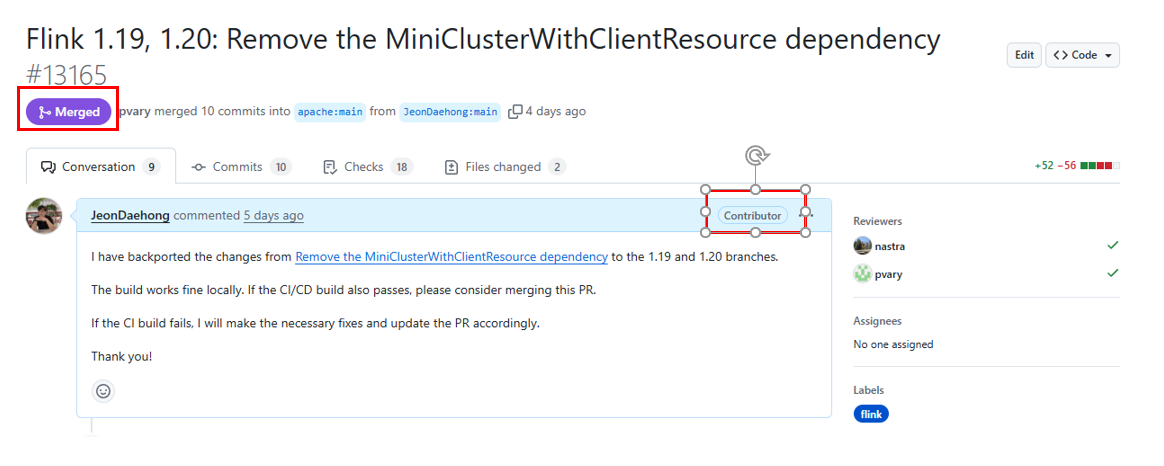 Flink 1.19, 1.20: Remove the MiniClusterWithClientResource dependency
#13165
Edit
<> Code
Merged
pvary merged 10 commits into apache:main from JeonDaehong:main 4 days ago
Conversation 9
Commits 10
Checks 18
Files changed 2
+52 −56
JeonDaehong commented 5 days ago
Contributor
...
I have backported the changes from Remove the MiniClusterWithClientResource dependency to the 1.19 and 1.20 branches.
The build works fine locally. If the CI/CD build also passes, please consider merging this PR.
If the CI build fails, I will make the necessary fixes and update the PR accordingly.
Thank you!
Reviewers
nastra
pvary
Assignees
No one assigned
Labels
flink